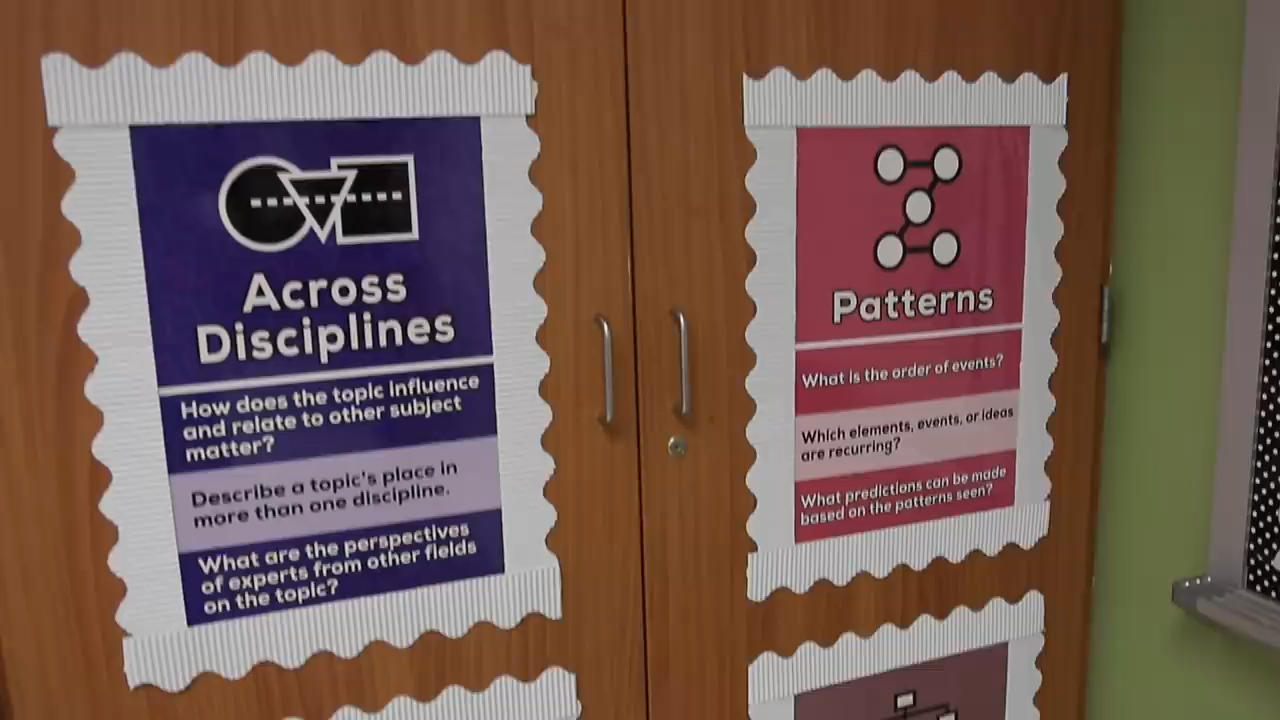 Across
Disciplines
How does the topic influence
and relate to other subject
matter?
Describe a topic's place in
more than one discipline.
What are the perspectives
of experts from other fields
on the topic?
Patterns
What is the order of events?
Which elements, events, or ideas
are recurring?
What predictions can be made
based on the patterns seen?